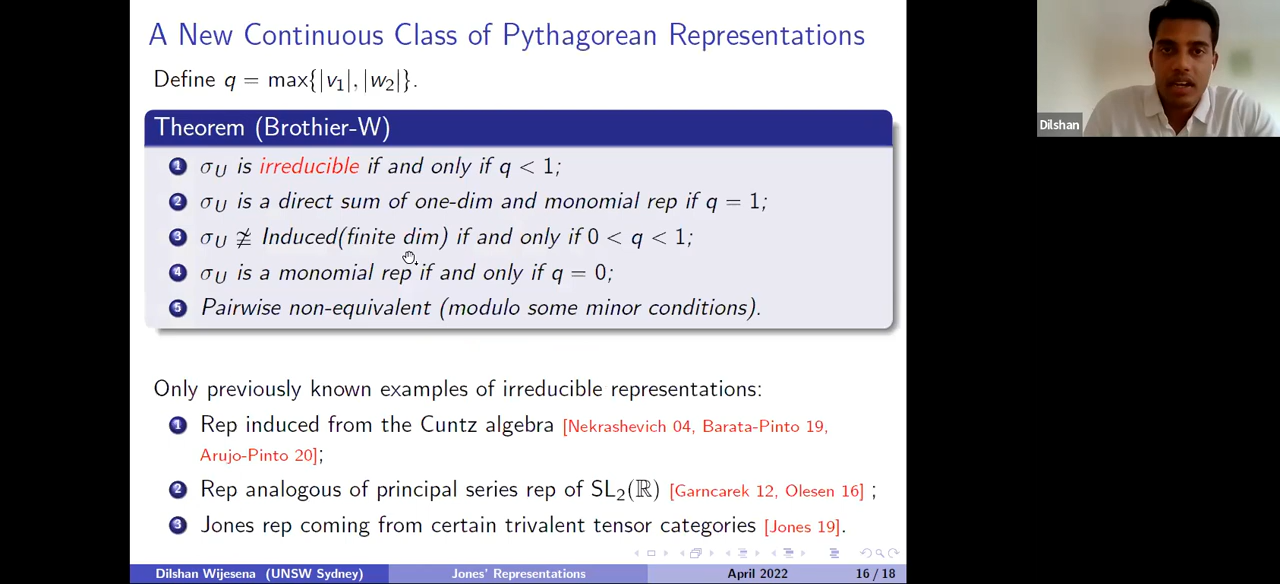 A New Continuous Class of Pythagorean Representations
Define q = max{|v₁|, |w₂|}.
Theorem (Brothier-W)
1 σ_U is irreducible if and only if q < 1;
2 σ_U is a direct sum of one-dim and monomial rep if q = 1;
3 σ_U ≇ Induced(finite dim) if and only if 0 < q < 1;
4 σ_U is a monomial rep if and only if q = 0;
5 Pairwise non-equivalent (modulo some minor conditions).
Only previously known examples of irreducible representations:
1 Rep induced from the Cuntz algebra [Nekrashevich 04, Barata-Pinto 19,
Arujo-Pinto 20];
2 Rep analogous of principal series rep of SL₂(ℝ) [Garncarek 12, Olesen 16] ;
3 Jones rep coming from certain trivalent tensor categories [Jones 19].
Dilshan Wijesena (UNSW Sydney) Jones' Representations April 2022 16 / 18
Dilshan